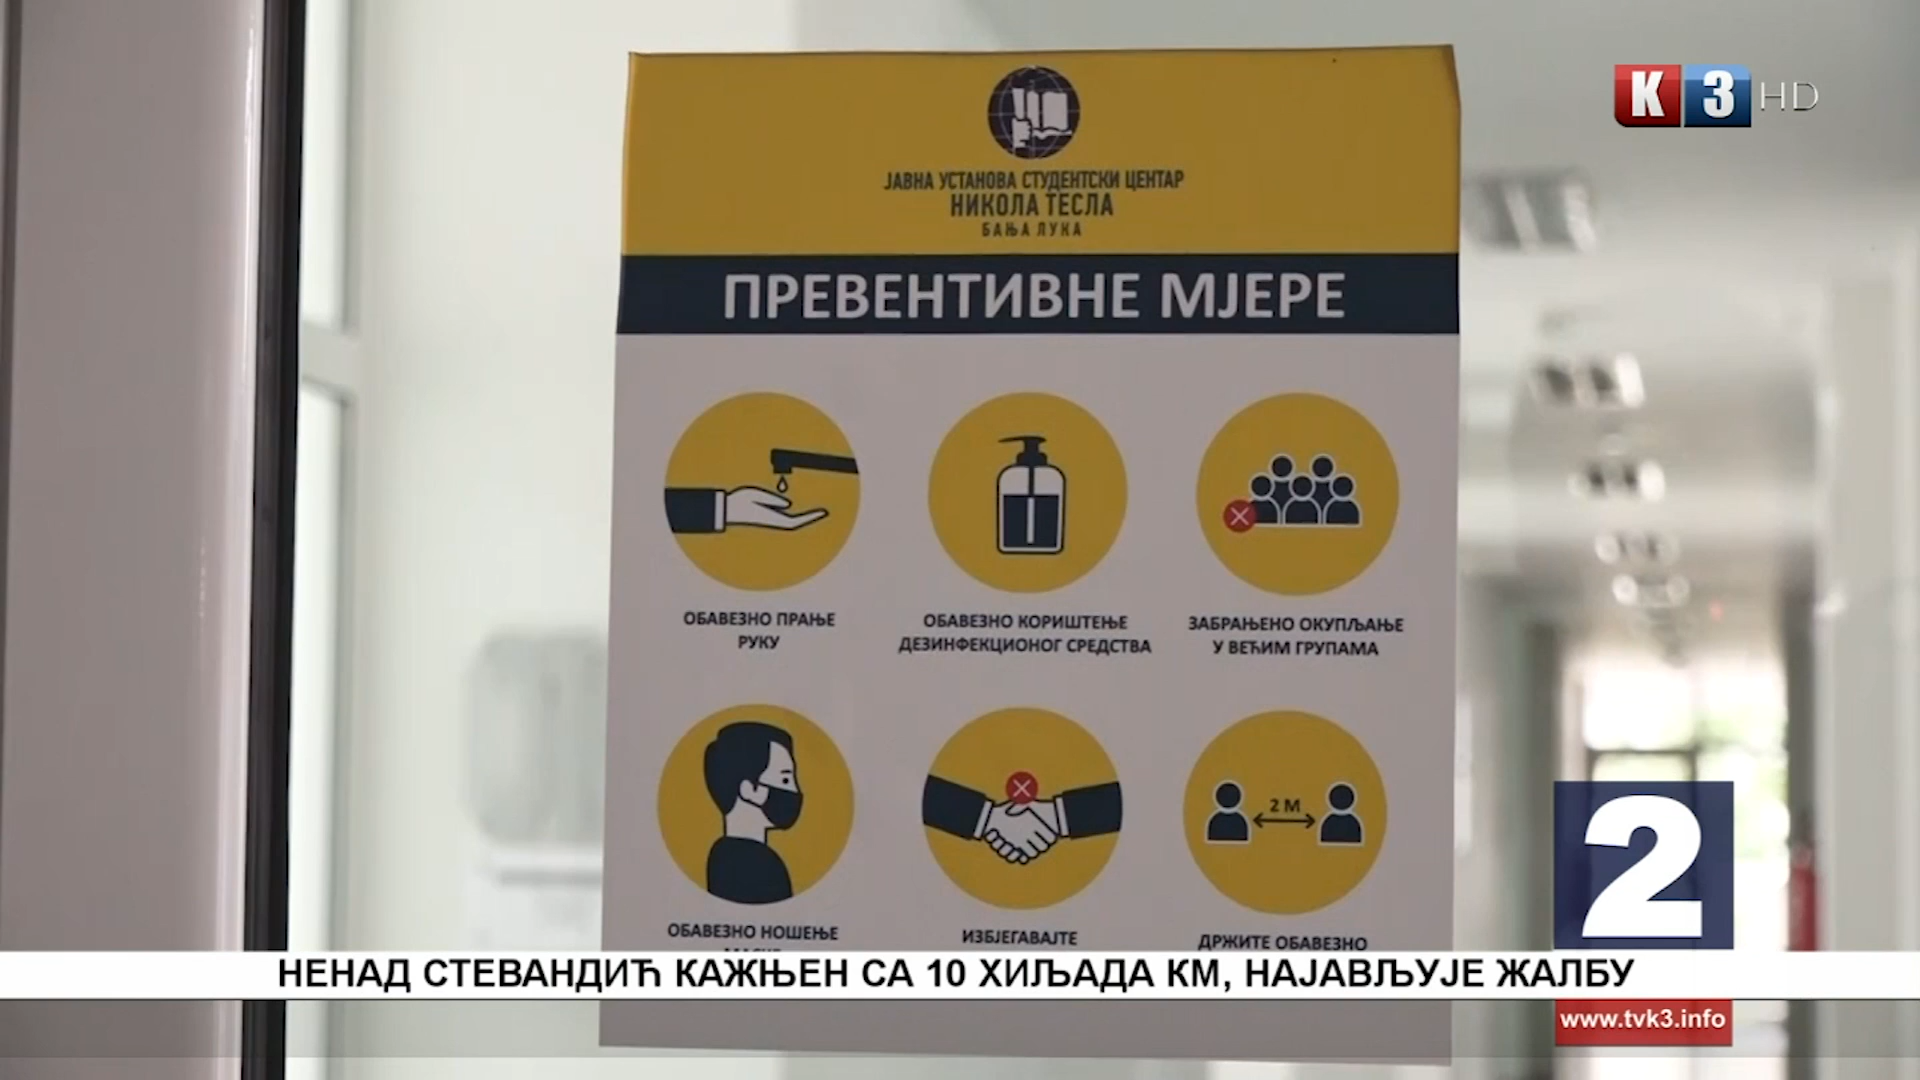 К 3 HD
ЈАВНА УСТАНОВА СТУДЕНТСКИ ЦЕНТАР
НИКОЛА ТЕСЛА
БАЊА ЛУКА
ПРЕВЕНТИВНЕ МЈЕРЕ
ОБАВЕЗНО ПРАЊЕ
РУКУ
ОБАВЕЗНО КОРИШТЕЊЕ
ДЕЗИНФЕКЦИОНОГ СРЕДСТВА
ЗАБРАЊЕНО ОКУПЉАЊЕ
У ВЕЋИМ ГРУПАМА
2 М
ОБАВЕЗНО НОШЕЊЕ
ИЗБЈЕГАВАЈТЕ
ДРЖИТЕ ОБАВЕЗНО
2
НЕНАД СТЕВАНДИЋ КАЖЊЕН СА 10 ХИЉАДА КМ, НАЈАВЉУЈЕ ЖАЛБУ
www.tvk3.info